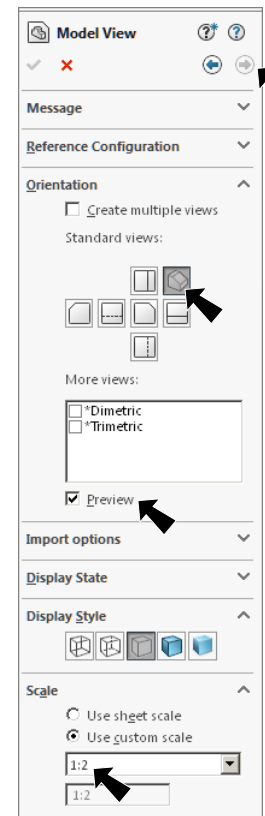 Model View
Message
Reference Configuration
Orientation
Create multiple views
Standard views:
More views:
*Dimetric
*Trimetric
Preview
Import options
Display State
Display Style
Scale
Use sheet scale
Use custom scale
1:2
1:2